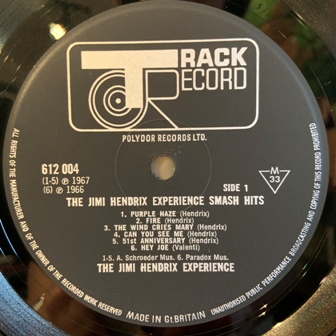 TRACK
RECORD
POLYDOR RECORDS LTD.
612 004
(1-5) ℗ 1967
(6) ℗ 1966
SIDE 1
M
33
THE JIMI HENDRIX EXPERIENCE SMASH HITS
1. PURPLE HAZE (Hendrix)
2. FIRE (Hendrix)
3. THE WIND CRIES MARY (Hendrix)
4. CAN YOU SEE ME (Hendrix)
5. 51st ANNIVERSARY (Hendrix)
6. HEY JOE (Valenti)
1-5. A. Schroeder Mus. 6. Paradox Mus.
THE JIMI HENDRIX EXPERIENCE
ALL RIGHTS OF THE MANUFACTURER AND OF THE OWNER OF THE RECORDED WORK RESERVED
MADE IN Gt BRITAIN
UNAUTHORISED PUBLIC PERFORMANCE BROADCASTING AND COPYING OF THIS RECORD PROHIBITED